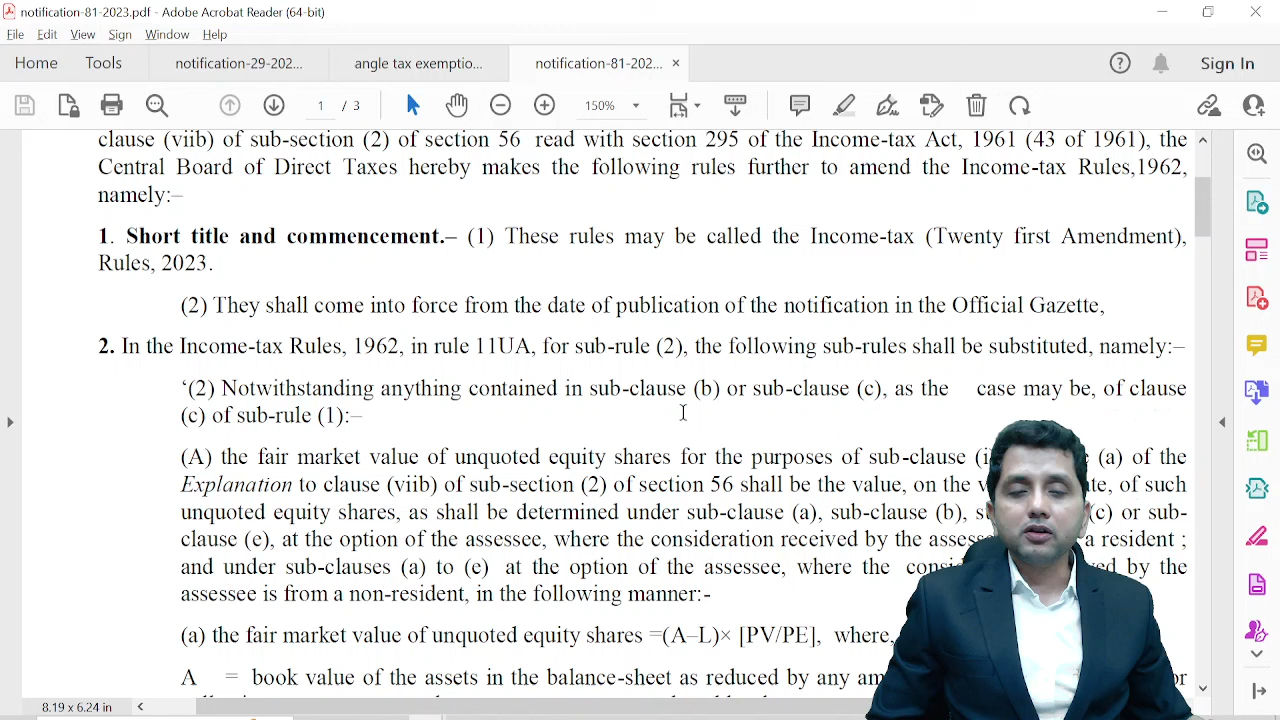 notification-81-2023.pdf - Adobe Acrobat Reader (64-bit)
File Edit View Sign Window Help
Home Tools notification-29-202... angle tax exemptio... notification-81-202... ×
? Sign In
1 / 3 150%
clause (viib) of sub-section (2) of section 56 read with section 295 of the Income-tax Act, 1961 (43 of 1961), the
Central Board of Direct Taxes hereby makes the following rules further to amend the Income-tax Rules,1962,
namely:–
1. Short title and commencement.– (1) These rules may be called the Income-tax (Twenty first Amendment),
Rules, 2023.
(2) They shall come into force from the date of publication of the notification in the Official Gazette,
2. In the Income-tax Rules, 1962, in rule 11UA, for sub-rule (2), the following sub-rules shall be substituted, namely:–
‘(2) Notwithstanding anything contained in sub-clause (b) or sub-clause (c), as the case may be, of clause
(c) of sub-rule (1):–
(A) the fair market value of unquoted equity shares for the purposes of sub-clause (a) of the
Explanation to clause (viib) of sub-section (2) of section 56 shall be the value, on the of such
unquoted equity shares, as shall be determined under sub-clause (a), sub-clause (b), (c) or sub-
clause (e), at the option of the assessee, where the consideration received by the a resident ;
and under sub-clauses (a) to (e) at the option of the assessee, where the by the
assessee is from a non-resident, in the following manner:-
(a) the fair market value of unquoted equity shares =(A–L)× [PV/PE], where,
A = book value of the assets in the balance-sheet as reduced by any or
8.19 x 6.24 in